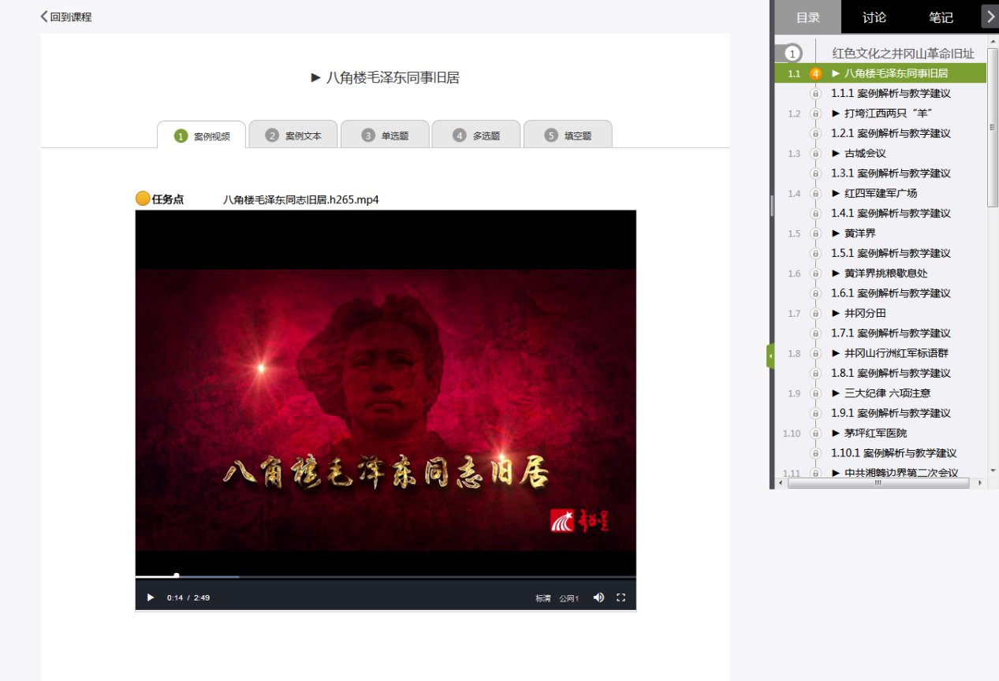 回到课程
▶ 八角楼毛泽东同事旧居
1 案例视频 2 案例文本 3 单选题 4 多选题 5 填空题
任务点 八角楼毛泽东同志旧居.h265.mp4
八角楼毛泽东同志旧居
超星
0:14 / 2:49 标清 公网1
目录 讨论 笔记
1 红色文化之井冈山革命旧址
1.1 4 ▶ 八角楼毛泽东同事旧居
1.1.1 案例解析与教学建议
1.2 ▶ 打垮江西两只“羊”
1.2.1 案例解析与教学建议
1.3 ▶ 古城会议
1.3.1 案例解析与教学建议
1.4 ▶ 红四军建军广场
1.4.1 案例解析与教学建议
1.5 ▶ 黄洋界
1.5.1 案例解析与教学建议
1.6 ▶ 黄洋界挑粮歇息处
1.6.1 案例解析与教学建议
1.7 ▶ 井冈分田
1.7.1 案例解析与教学建议
1.8 ▶ 井冈山行洲红军标语群
1.8.1 案例解析与教学建议
1.9 ▶ 三大纪律 六项注意
1.9.1 案例解析与教学建议
1.10 ▶ 茅坪红军医院
1.10.1 案例解析与教学建议
1.11 ▶ 中共湘赣边界第二次会议